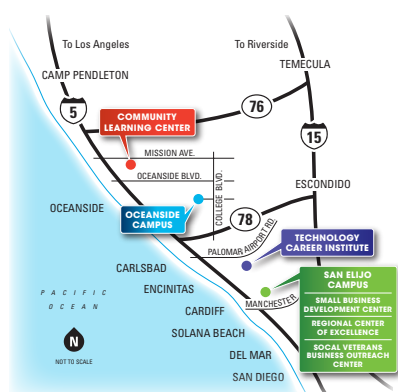 To Los Angeles
To Riverside
TEMECULA
CAMP PENDLETON
5
76
COMMUNITY
LEARNING CENTER
15
MISSION AVE.
OCEANSIDE BLVD.
COLLEGE BLVD.
ESCONDIDO
OCEANSIDE
OCEANSIDE
CAMPUS
78
PALOMAR AIRPORT RD.
TECHNOLOGY
CAREER INSTITUTE
CARLSBAD
SAN ELIJO
CAMPUS
SMALL BUSINESS
DEVELOPMENT CENTER
REGIONAL CENTER
OF EXCELLENCE
SOCAL VETERANS
BUSINESS OUTREACH
CENTER
PACIFIC
OCEAN
ENCINITAS
MANCHESTER
CARDIFF
SOLANA BEACH
N
NOT TO SCALE
DEL MAR
SAN DIEGO